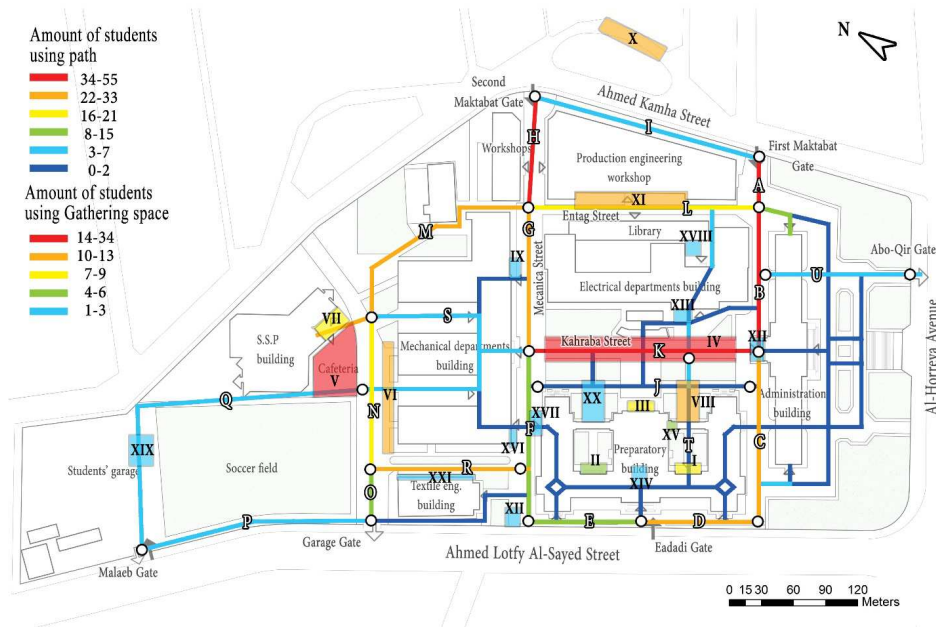 Amount of students
using path
34-55
22-33
16-21
8-15
3-7
0-2
Amount of students
using Gathering space
14-34
10-13
7-9
4-6
1-3
N
X
Second
Maktabat Gate
Ahmed Kamha Street
I
First Maktabat
Gate
H
Workshops
Production engineering
workshop
A
XI
L
Entag Street
Library
M
G
XVIII
Abo-Qir Gate
IX
Mecanica Street
Electrical departments building
B
U
XIII
S
VII
Kahraba Street
IV
K
XII
S.S.P
building
Mechanical departments
building
Cafeteria
V
VI
J
Administration
building
Al-Horreya Avenue
Q
N
XX
III
VIII
XVII
F
XV
C
XIX
Students' garage
Soccer field
XVI
Preparatory
building
T
II
I
R
XXI
XIV
Textile eng.
building
O
P
XII
E
D
Garage Gate
Eadadi Gate
Malaeb Gate
Ahmed Lotfy Al-Sayed Street
0 15 30 60 90 120
Meters